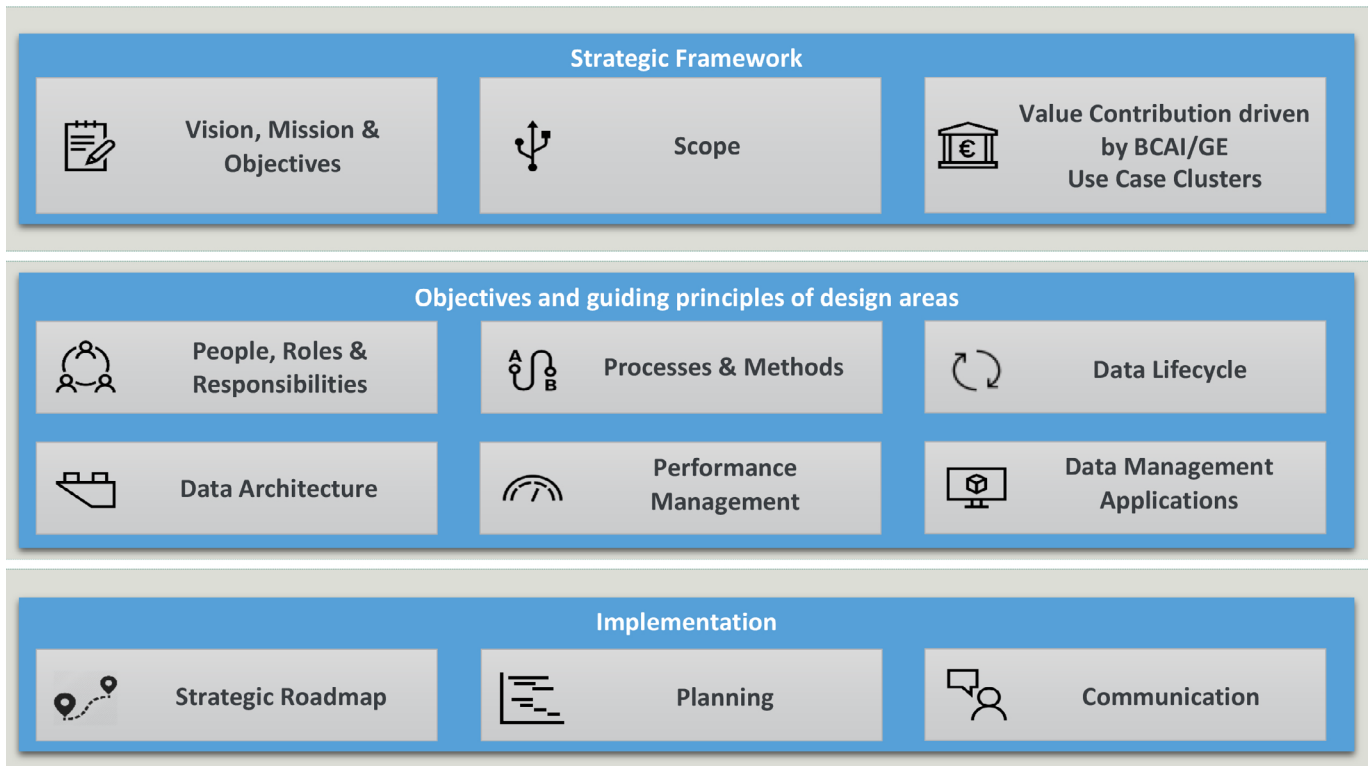 Strategic Framework
Vision, Mission &
Objectives
Scope
Value Contribution driven
by BCAI/GE
Use Case Clusters
€
Objectives and guiding principles of design areas
People, Roles &
Responsibilities
A
B
Processes & Methods
Data Lifecycle
Data Architecture
Performance
Management
Data Management
Applications
Implementation
Strategic Roadmap
Planning
Communication